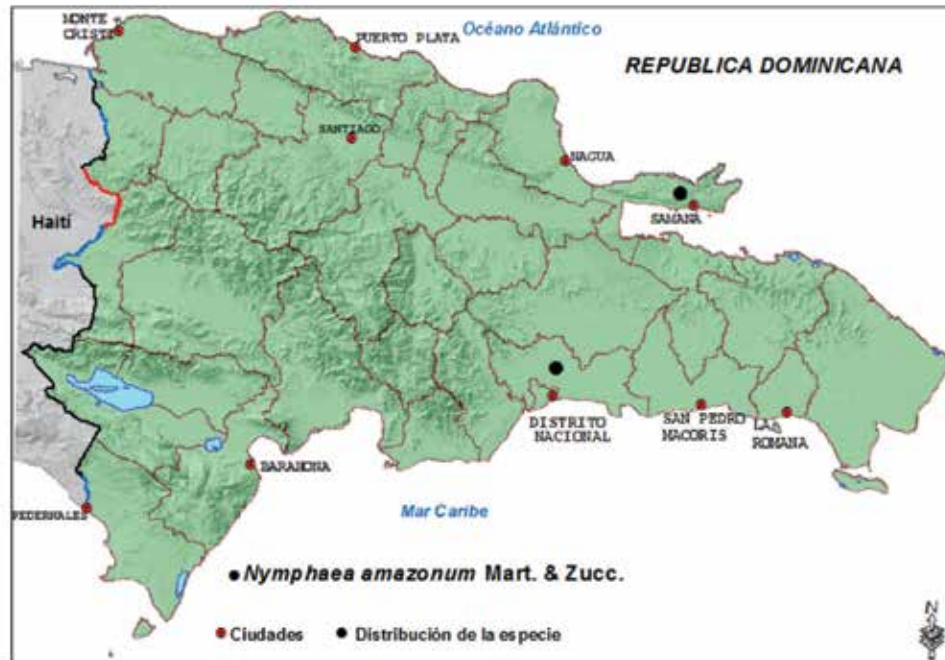 MONTE
CRISTI
PUERTO PLATA
Océano Atlántico
REPUBLICA DOMINICANA
SANTIAGO
NAGUA
SAMANA
Haití
DISTRITO
NACIONAL
SAN PEDRO
MACORIS
LA
ROMANA
BARAHONA
PEDERNALES
Mar Caribe
Nymphaea amazonum Mart. & Zucc.
Ciudades
Distribución de la especie
N